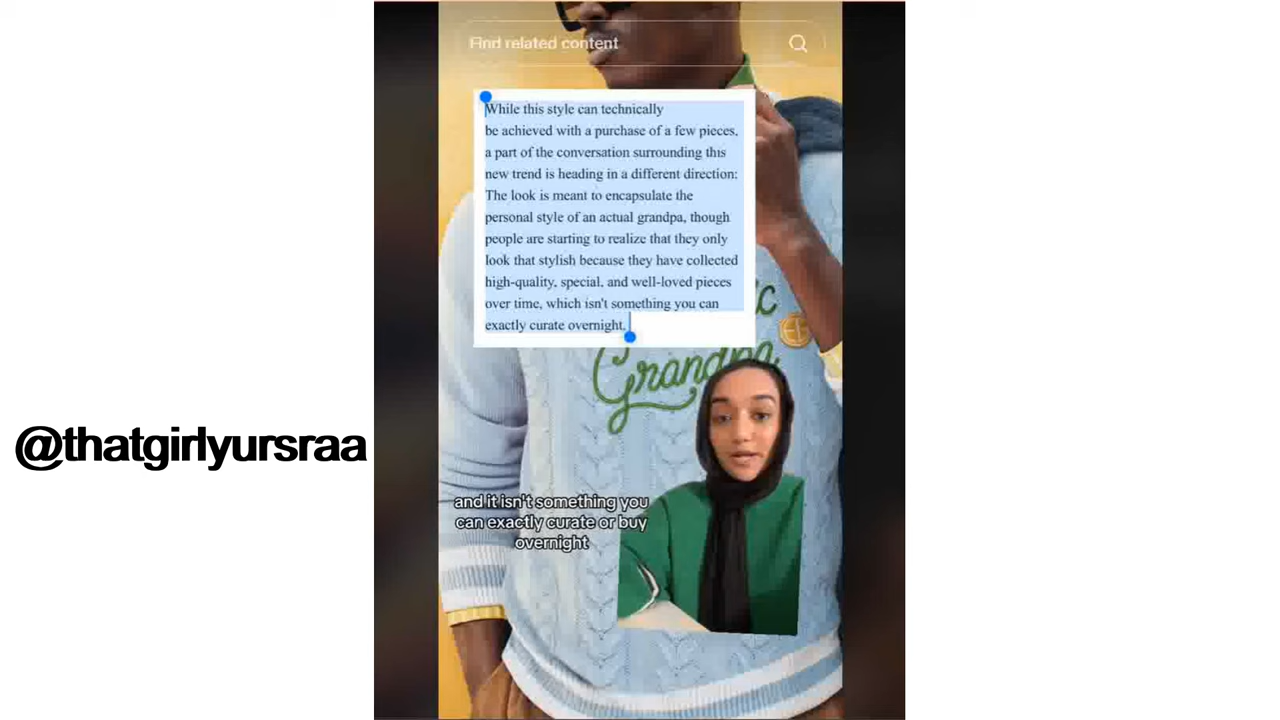 Find related content
While this style can technically
be achieved with a purchase of a few pieces,
a part of the conversation surrounding this
new trend is heading in a different direction:
The look is meant to encapsulate the
personal style of an actual grandpa, though
people are starting to realize that they only
look that stylish because they have collected
high-quality, special, and well-loved pieces
over time, which isn't something you can
exactly curate overnight.
Grandpa
@thatgirlyursraa
and it isn't something you
can exactly curate or buy
overnight